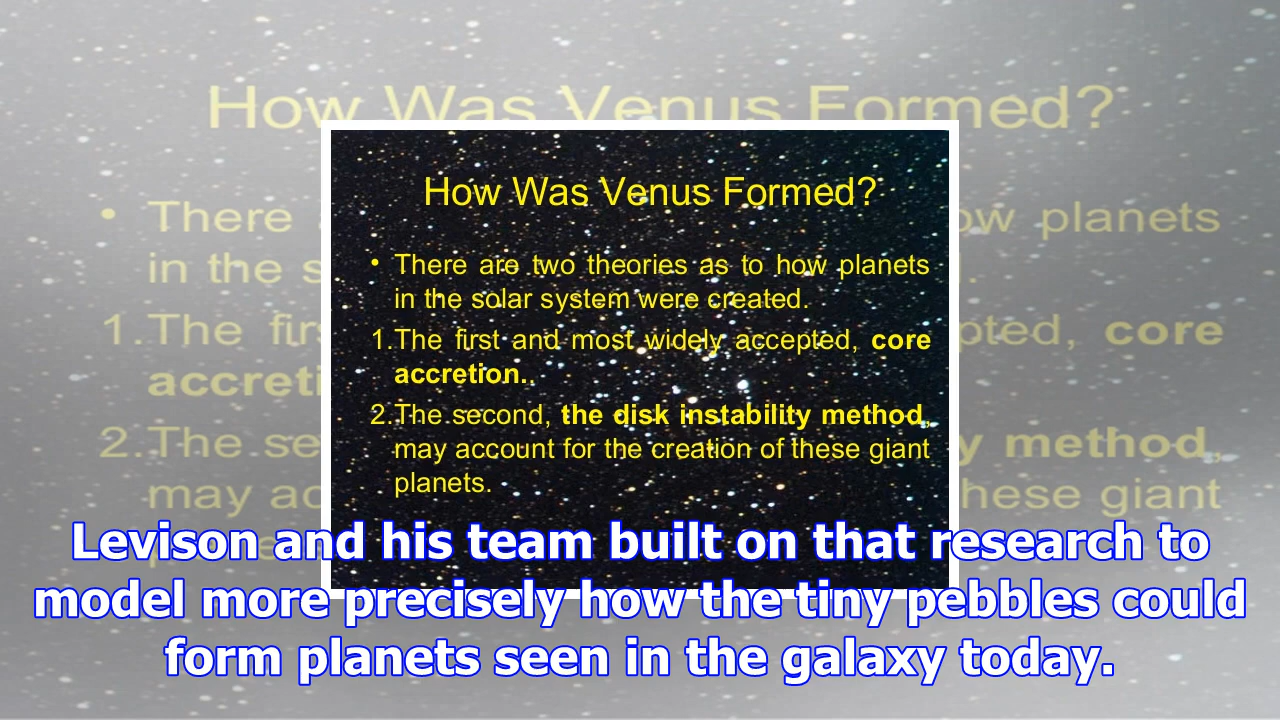 How Was Venus Formed?
• There are two theories as to how planets
in the solar system were created.
1.The first and most widely accepted, core
accretion..
2.The second, the disk instability method,
may account for the creation of these giant
planets.
Levison and his team built on that research to
model more precisely how the tiny pebbles could
form planets seen in the galaxy today.